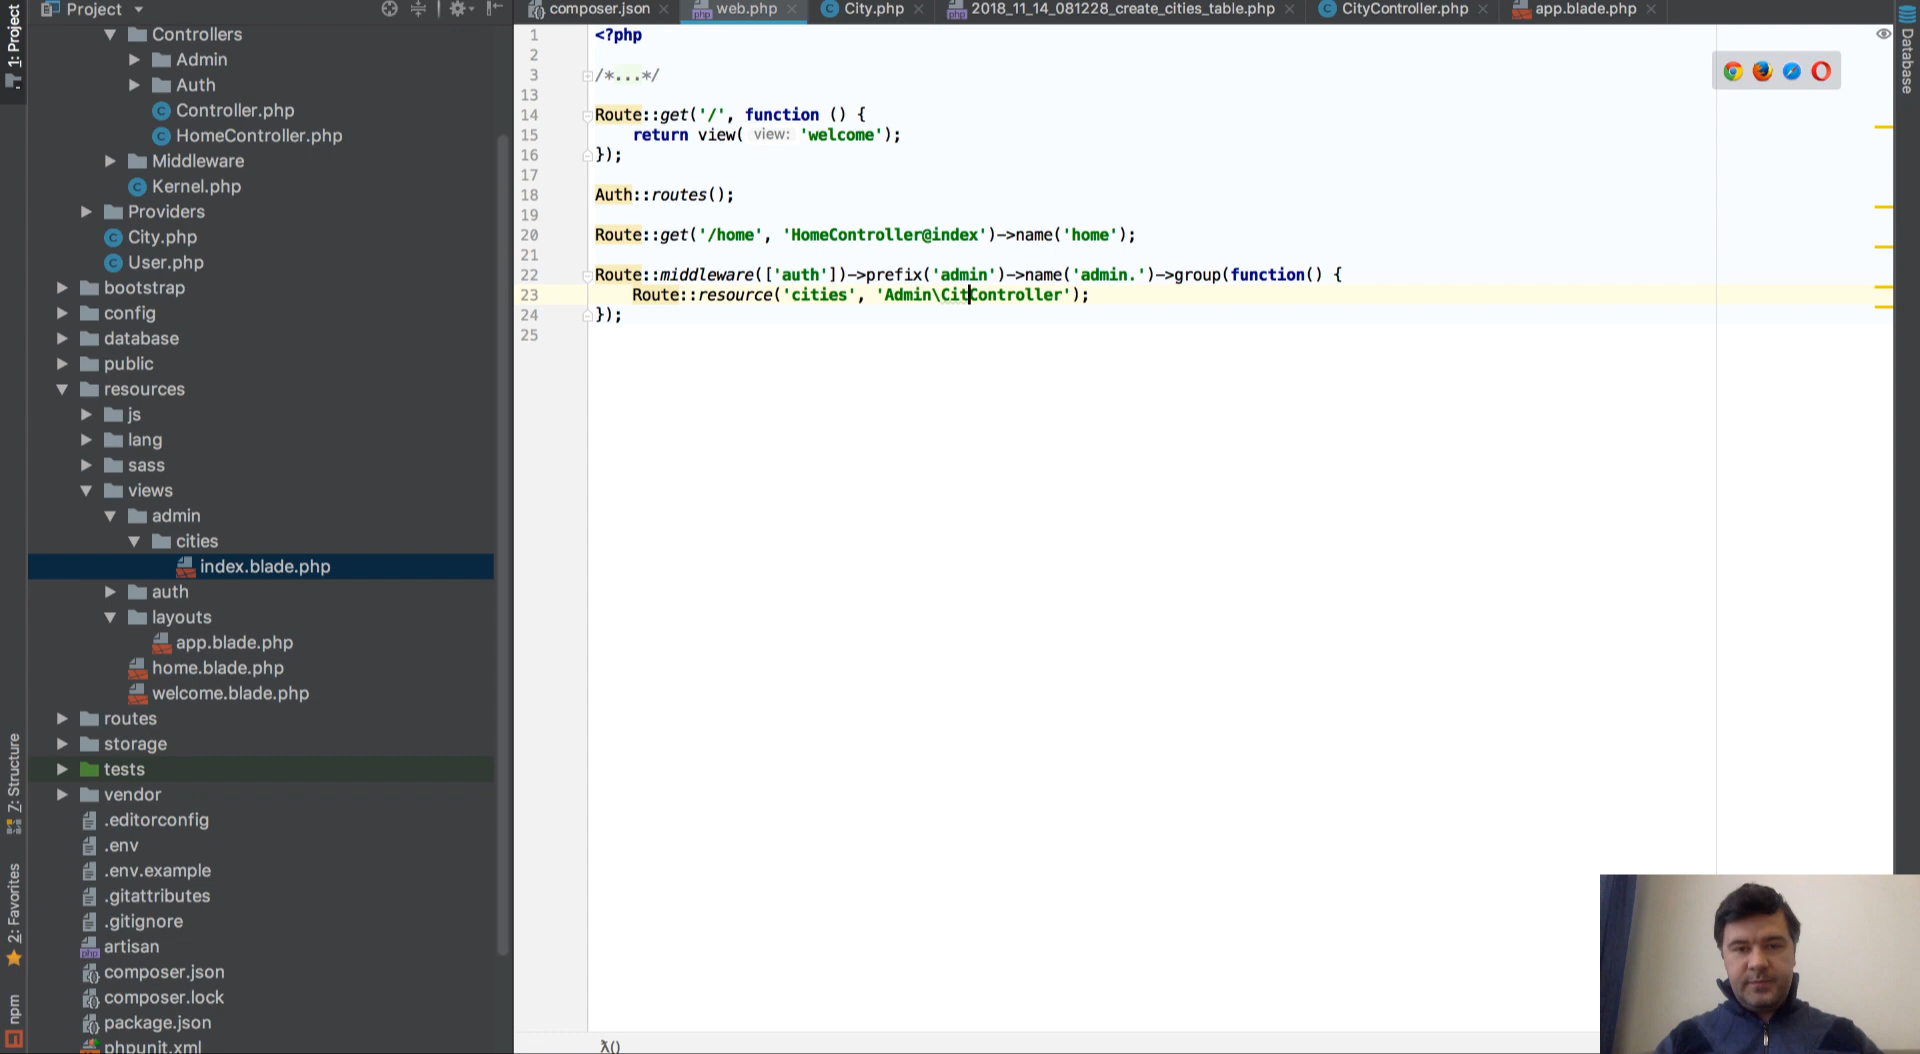 1: Project
7: Structure
2: Favorites
npm
Project
Controllers
Admin
Auth
Controller.php
HomeController.php
Middleware
Kernel.php
Providers
City.php
User.php
bootstrap
config
database
public
resources
js
lang
sass
views
admin
cities
index.blade.php
auth
layouts
app.blade.php
home.blade.php
welcome.blade.php
routes
storage
tests
vendor
.editorconfig
.env
.env.example
.gitattributes
.gitignore
artisan
composer.json
composer.lock
package.json
phpunit.xml
composer.json web.php City.php 2018_11_14_081228_create_cities_table.php CityController.php app.blade.php
1 <?php
2
3 /*...*/
13
14 Route::get('/', function () {
15 return view( view: 'welcome');
16 });
17
18 Auth::routes();
19
20 Route::get('/home', 'HomeController@index')->name('home');
21
22 Route::middleware(['auth'])->prefix('admin')->name('admin.')->group(function() {
23 Route::resource('cities', 'Admin\CitController');
24 });
25
λ()
Database